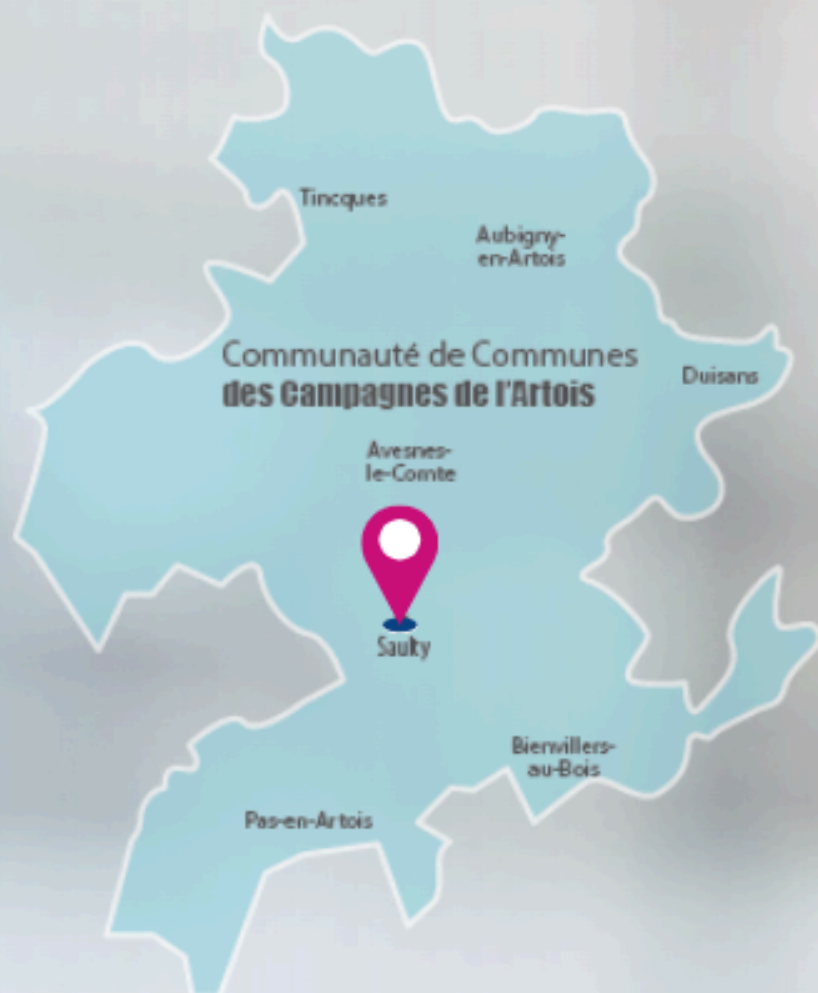 Tincques
Aubigny-
en-Artois
Communauté de Communes
des Campagnes de l'Artois
Duisans
Avesnes-
le-Comte
Saulty
Bienvillers-
au-Bois
Pas-en-Artois